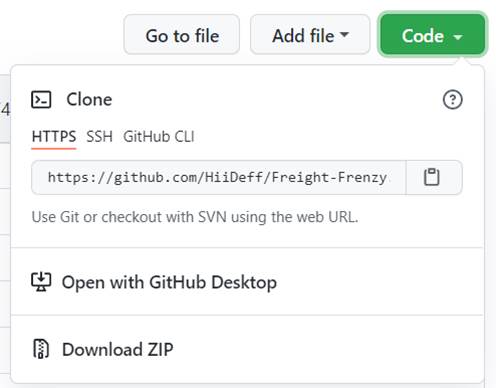 Go to file Add file Code
Clone
HTTPS SSH GitHub CLI
https://github.com/HiiDeff/Freight-Frenzy
Use Git or checkout with SVN using the web URL.
Open with GitHub Desktop
Download ZIP